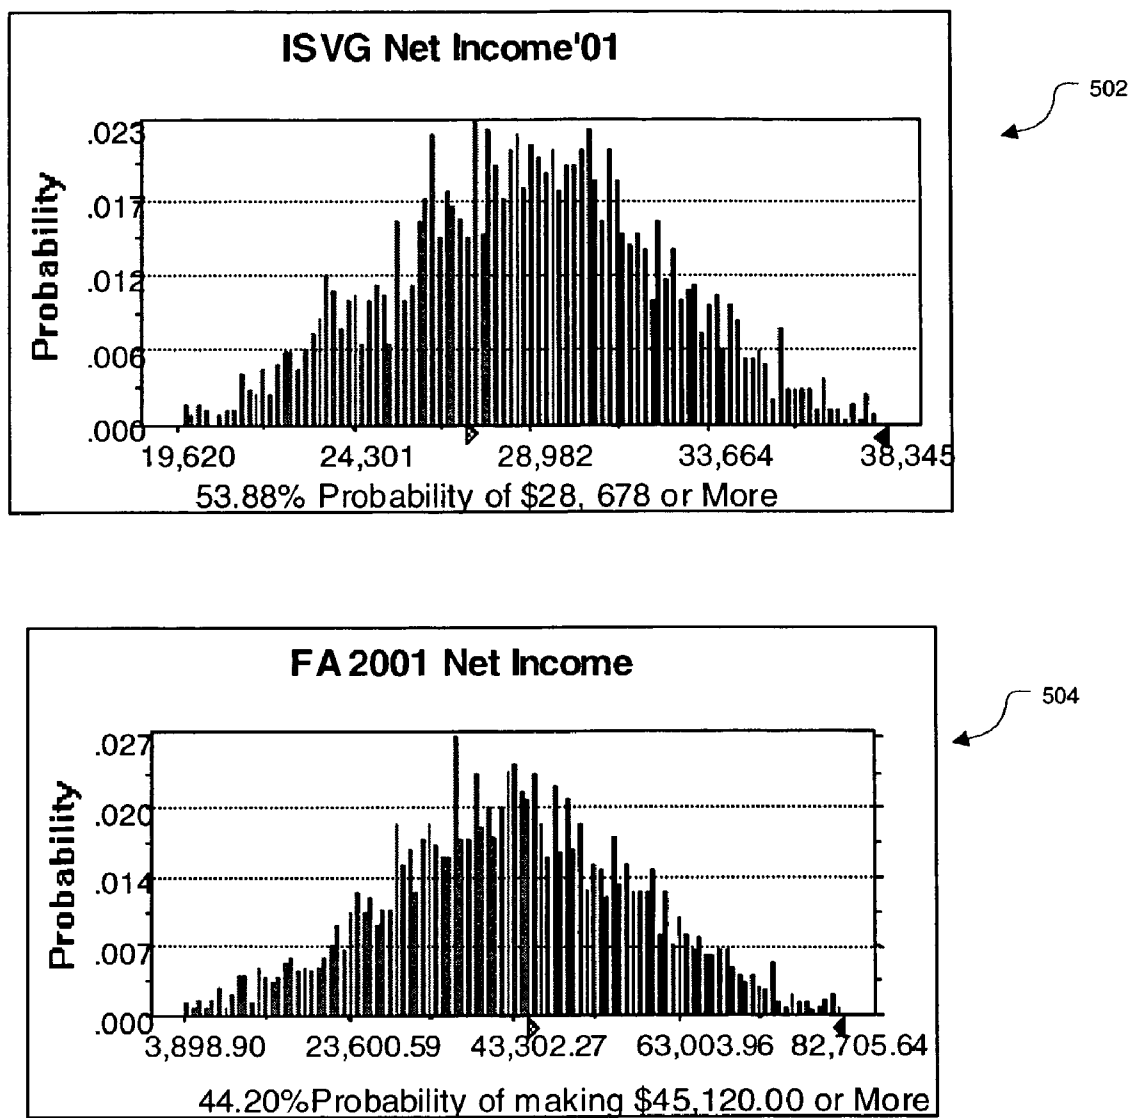 ISVG Net Income'01
502
.023
.017
.012
.006
.000
Probability
19,620 24,301 28,982 33,664 38,345
53.88% Probability of $28, 678 or More
FA 2001 Net Income
504
.027
.020
.014
.007
.000
Probability
3,898.90 23,600.59 43,302.27 63,003.96 82,705.64
44.20%Probability of making $45,120.00 or More